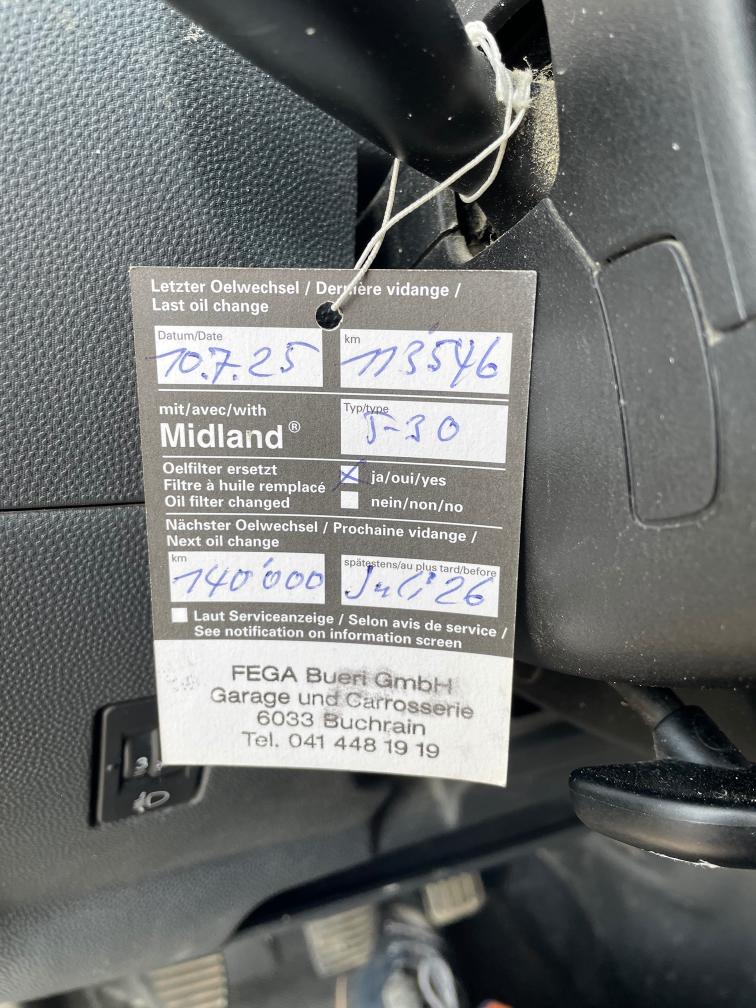 Letzter Oelwechsel / Dernière vidange /
Last oil change
Datum/Date
10.7.25
km
113'546
mit/avec/with
Midland®
Typ/type
5-30
Oelfilter ersetzt
Filtre à huile remplacé
Oil filter changed
ja/oui/yes
nein/non/no
Nächster Oelwechsel / Prochaine vidange /
Next oil change
km
140'000
spätestens/au plus tard/before
Juli 26
Laut Serviceanzeige / Selon avis de service /
See notification on information screen
FEGA Bueri GmbH
Garage und Carrosserie
6033 Buchrain
Tel. 041 448 19 19
3